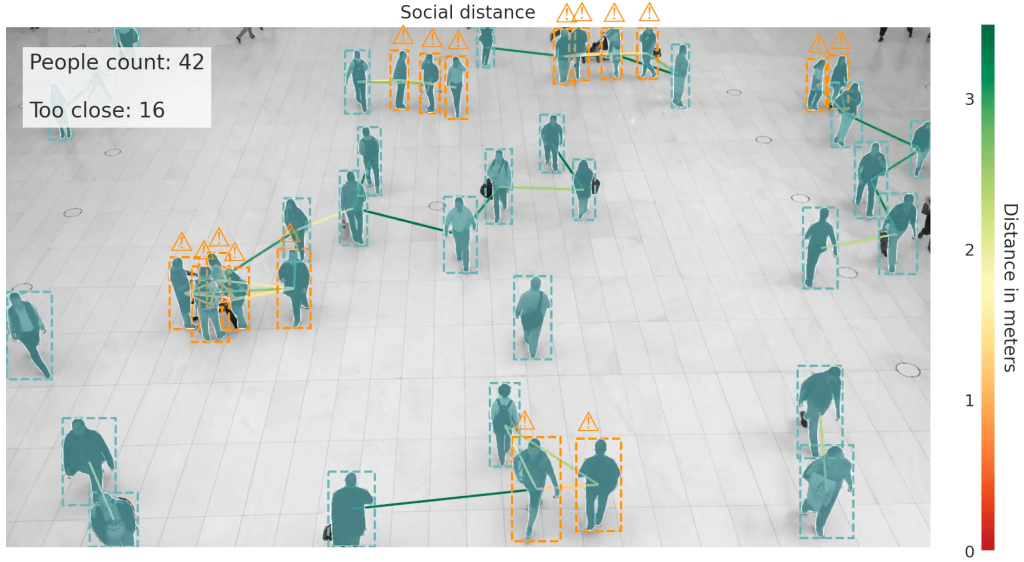 Social distance
People count: 42
Too close: 16
3
2
1
0
Distance in meters